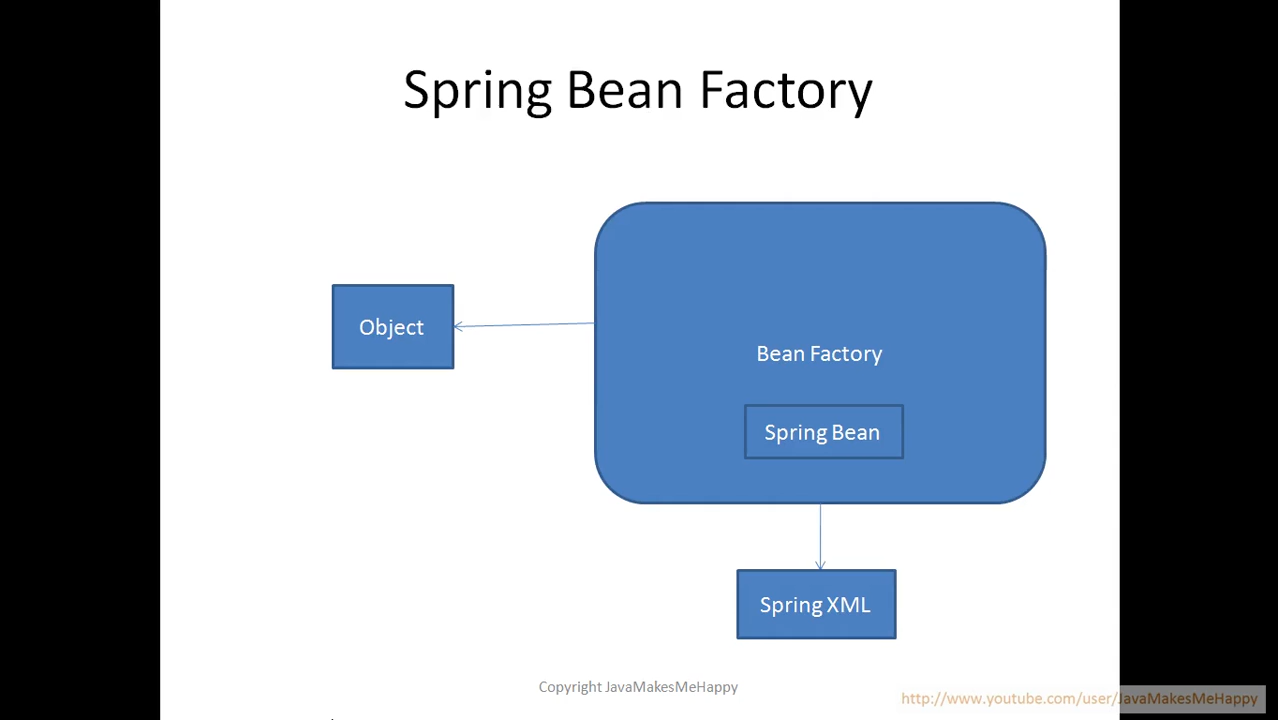 Spring Bean Factory
Object
Bean Factory
Spring Bean
Spring XML
Copyright JavaMakesMeHappy
http://www.youtube.com/user/JavaMakesMeHappy